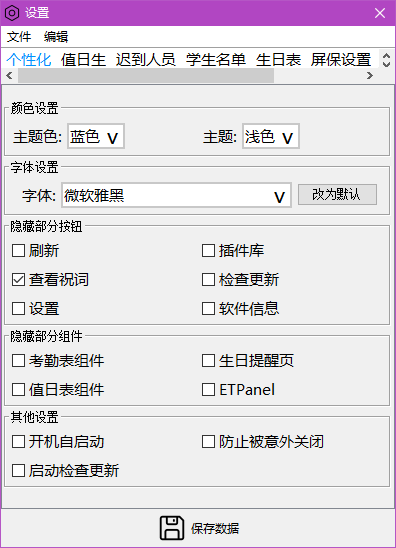 设置
文件 编辑
个性化 值日生 迟到人员 学生名单 生日表 屏保设置
颜色设置
主题色: 蓝色 主题: 浅色
字体设置
字体: 微软雅黑 改为默认
隐藏部分按钮
刷新 插件库
查看祝词 检查更新
设置 软件信息
隐藏部分组件
考勤表组件 生日提醒页
值日表组件 ETPanel
其他设置
开机自启动 防止被意外关闭
启动检查更新
保存数据